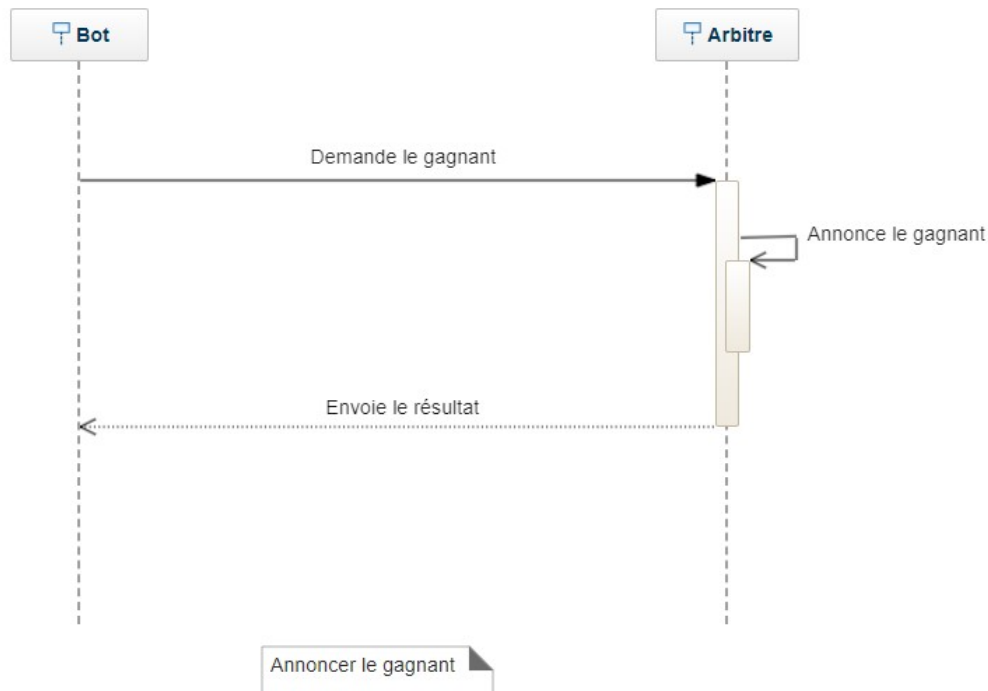 Bot
Arbitre
Demande le gagnant
Annonce le gagnant
Envoie le résultat
Annoncer le gagnant